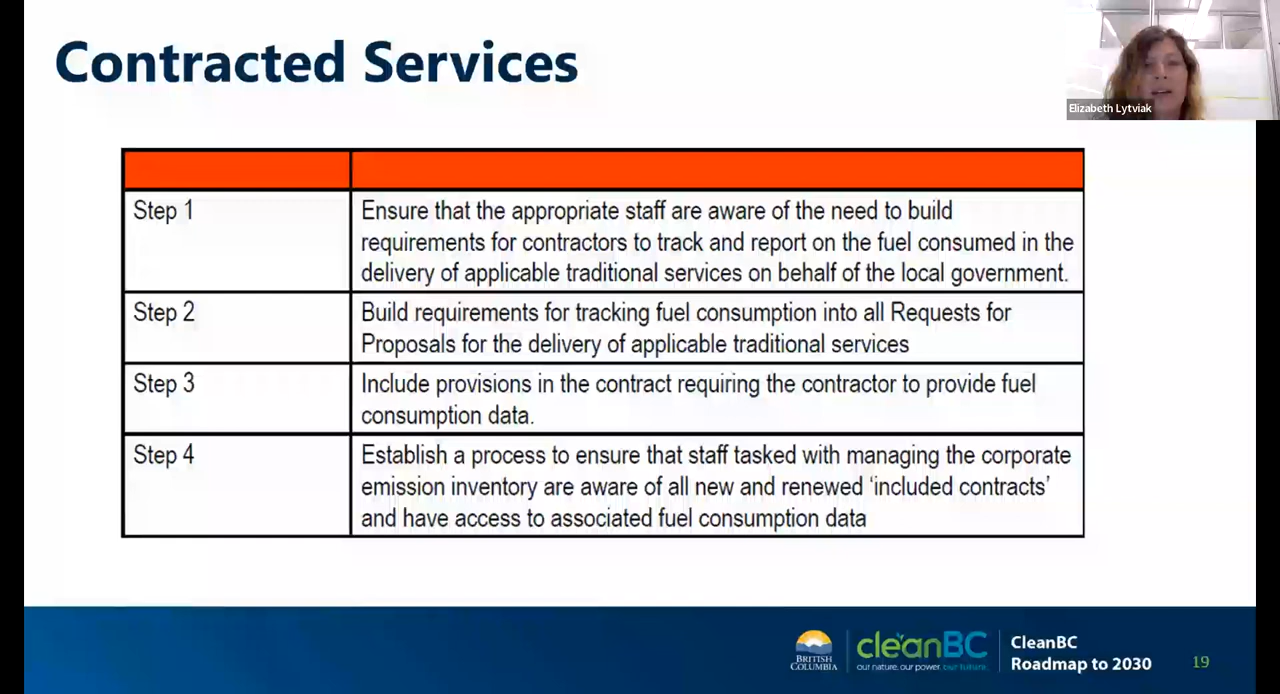 Contracted Services
Elizabeth Lytviak
Step 1
Ensure that the appropriate staff are aware of the need to build
requirements for contractors to track and report on the fuel consumed in the
delivery of applicable traditional services on behalf of the local government.
Step 2
Build requirements for tracking fuel consumption into all Requests for
Proposals for the delivery of applicable traditional services
Step 3
Include provisions in the contract requiring the contractor to provide fuel
consumption data.
Step 4
Establish a process to ensure that staff tasked with managing the corporate
emission inventory are aware of all new and renewed ‘included contracts’
and have access to associated fuel consumption data
BRITISH
COLUMBIA
cleanBC
our nature. our power. our future.
CleanBC
Roadmap to 2030
19